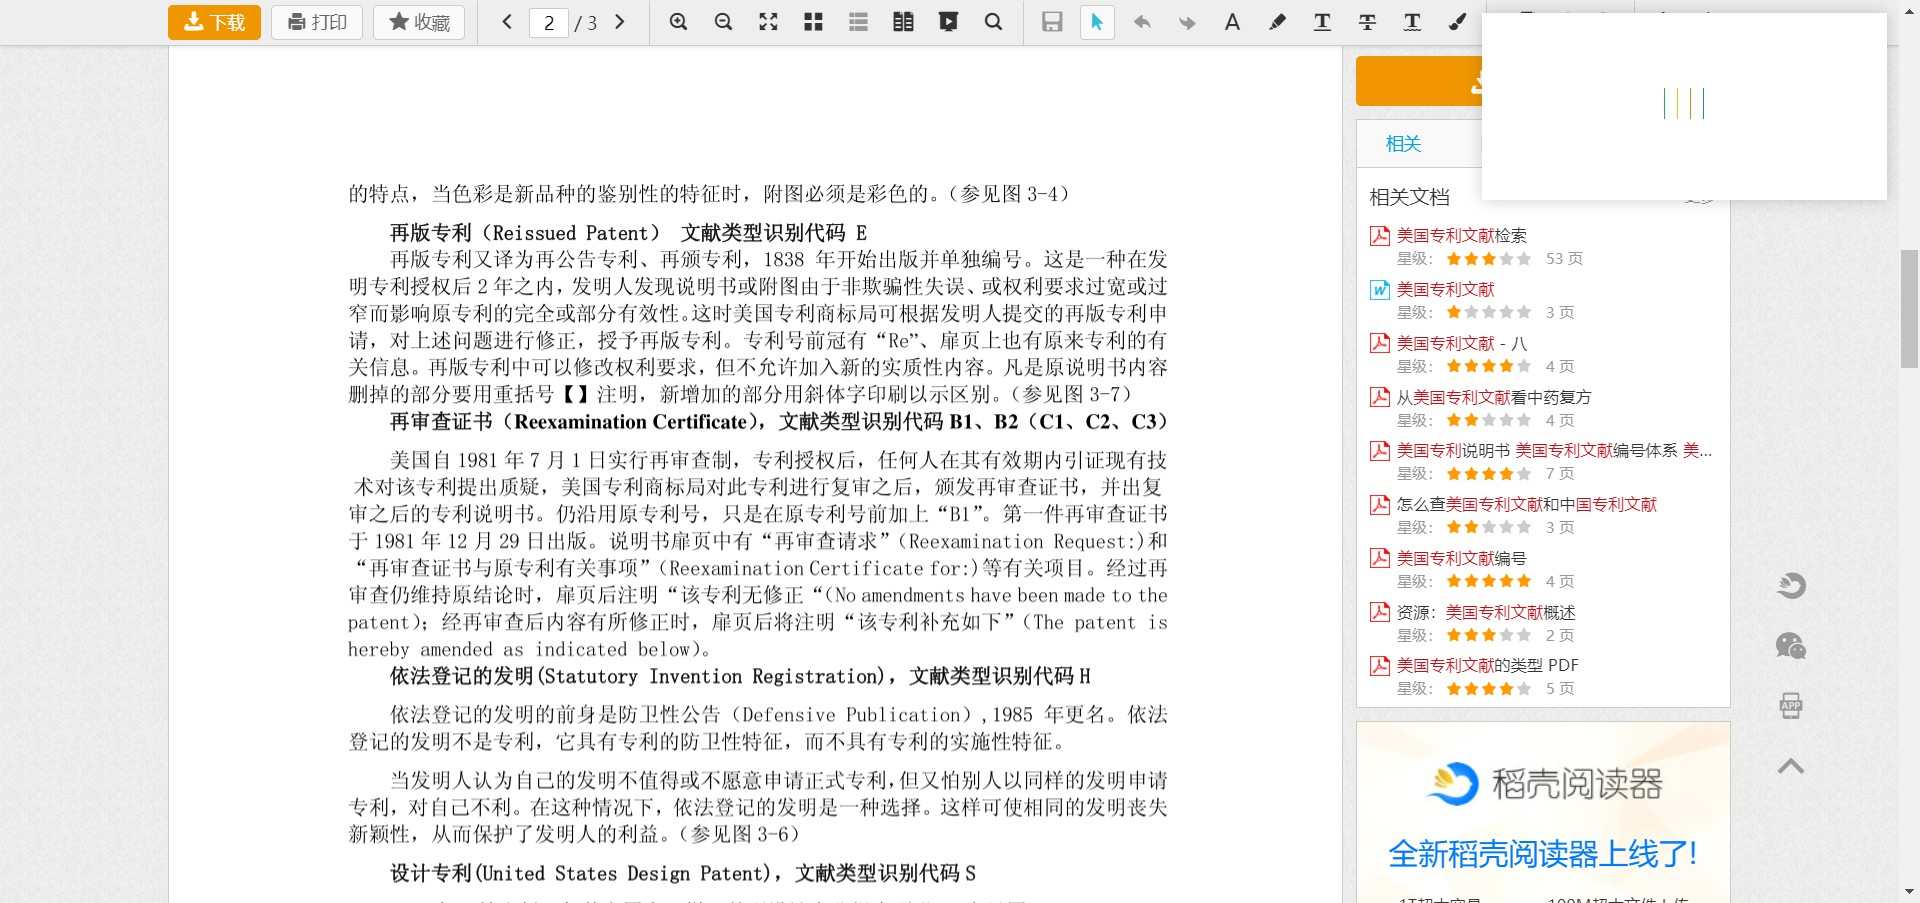 下载 打印 收藏 2 / 3
的特点，当色彩是新品种的鉴别性的特征时，附图必须是彩色的。（参见图 3-4）
再版专利（Reissued Patent） 文献类型识别代码 E
再版专利又译为再公告专利、再颁专利，1838 年开始出版并单独编号。这是一种在发
明专利授权后 2 年之内，发明人发现说明书或附图由于非欺骗性失误、或权利要求过宽或过
窄而影响原专利的完全或部分有效性。这时美国专利商标局可根据发明人提交的再版专利申
请，对上述问题进行修正，授予再版专利。专利号前冠有“Re”、扉页上也有原来专利的有
关信息。再版专利中可以修改权利要求，但不允许加入新的实质性内容。凡是原说明书内容
删掉的部分要用重括号【】注明，新增加的部分用斜体字印刷以示区别。（参见图 3-7）
再审查证书（Reexamination Certificate），文献类型识别代码 B1、B2（C1、C2、C3）
美国自 1981 年 7 月 1 日实行再审查制，专利授权后，任何人在其有效期内引证现有技
术对该专利提出质疑，美国专利商标局对此专利进行复审之后，颁发再审查证书，并出复
审之后的专利说明书。仍沿用原专利号，只是在原专利号前加上“B1”。第一件再审查证书
于 1981 年 12 月 29 日出版。说明书扉页中有“再审查请求”（Reexamination Request:)和
“再审查证书与原专利有关事项”（Reexamination Certificate for:)等有关项目。经过再
审查仍维持原结论时，扉页后注明“该专利无修正“（No amendments have been made to the
patent）；经再审查后内容有所修正时，扉页后将注明“该专利补充如下”（The patent is
hereby amended as indicated below）。
依法登记的发明(Statutory Invention Registration)，文献类型识别代码 H
依法登记的发明的前身是防卫性公告（Defensive Publication）,1985 年更名。依法
登记的发明不是专利，它具有专利的防卫性特征，而不具有专利的实施性特征。
当发明人认为自己的发明不值得或不愿意申请正式专利，但又怕别人以同样的发明申请
专利，对自己不利。在这种情况下，依法登记的发明是一种选择。这样可使相同的发明丧失
新颖性，从而保护了发明人的利益。（参见图 3-6）
设计专利(United States Design Patent)，文献类型识别代码 S
相关
相关文档
美国专利文献检索
星级： 53 页
美国专利文献
星级： 3 页
美国专利文献 - 八
星级： 4 页
从美国专利文献看中药复方
星级： 4 页
美国专利说明书 美国专利文献编号体系 美...
星级： 7 页
怎么查美国专利文献和中国专利文献
星级： 3 页
美国专利文献编号
星级： 4 页
资源：美国专利文献概述
星级： 2 页
美国专利文献的类型 PDF
星级： 5 页
APP
稻壳阅读器
全新稻壳阅读器上线了!